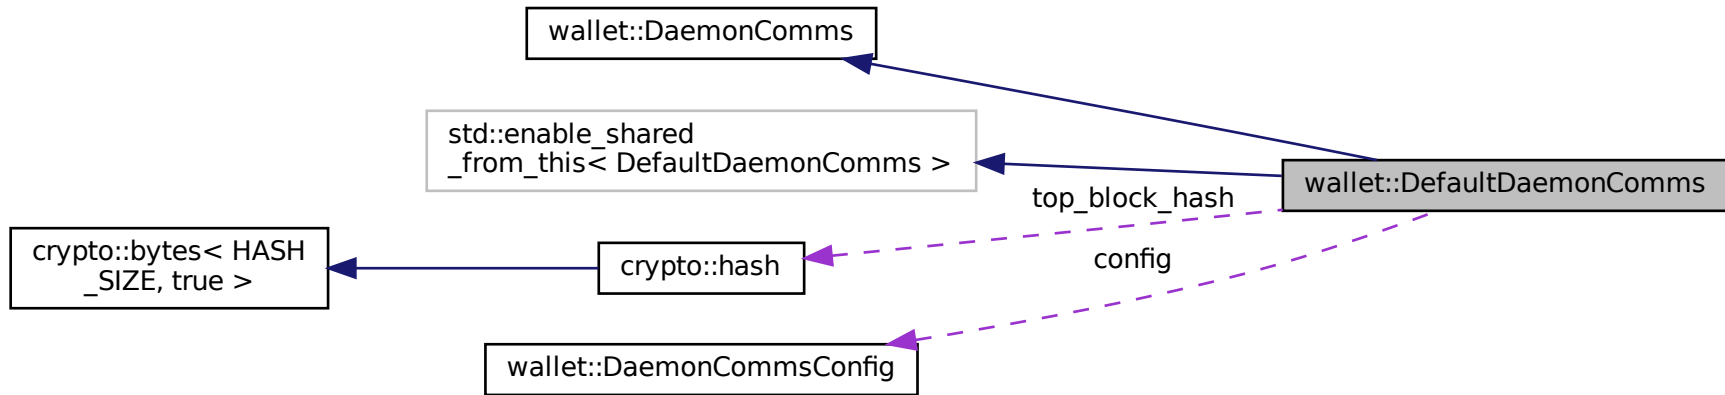 wallet::DaemonComms
std::enable_shared
_from_this< DefaultDaemonComms >
wallet::DefaultDaemonComms
top_block_hash
crypto::bytes< HASH
_SIZE, true >
crypto::hash
config
wallet::DaemonCommsConfig